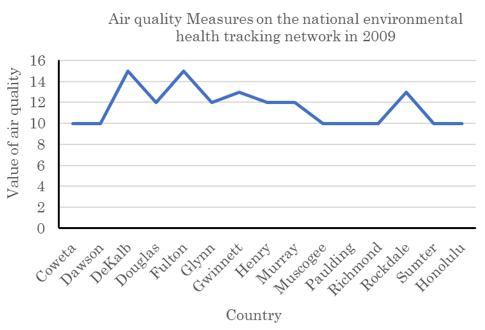 Air quality Measures on the national environmental
health tracking network in 2009
Value of air quality
16
14
12
10
8
6
4
2
0
Coweta
Dawson
DeKalb
Douglas
Fulton
Glynn
Gwinnett
Henry
Murray
Muscogee
Paulding
Richmond
Rockdale
Sumter
Honolulu
Country